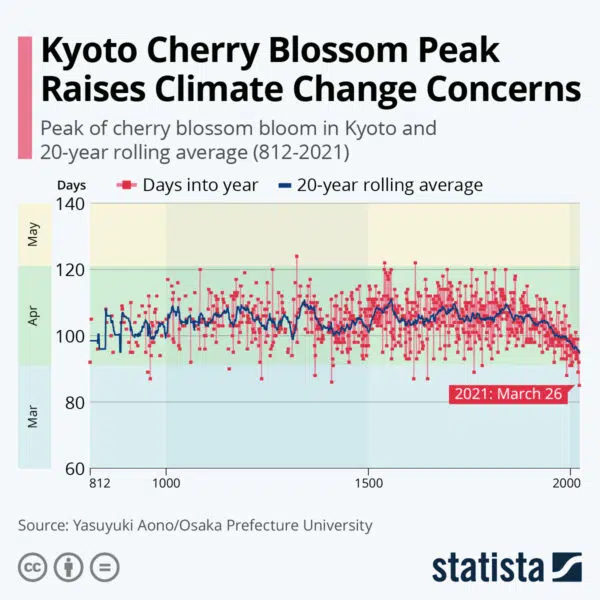 Kyoto Cherry Blossom Peak
Raises Climate Change Concerns
Peak of cherry blossom bloom in Kyoto and
20-year rolling average (812-2021)
Days
Days into year
20-year rolling average
140
120
100
80
60
May
Apr
Mar
2021: March 26
812
1000
1500
2000
Source: Yasuyuki Aono/Osaka Prefecture University
cc
statista